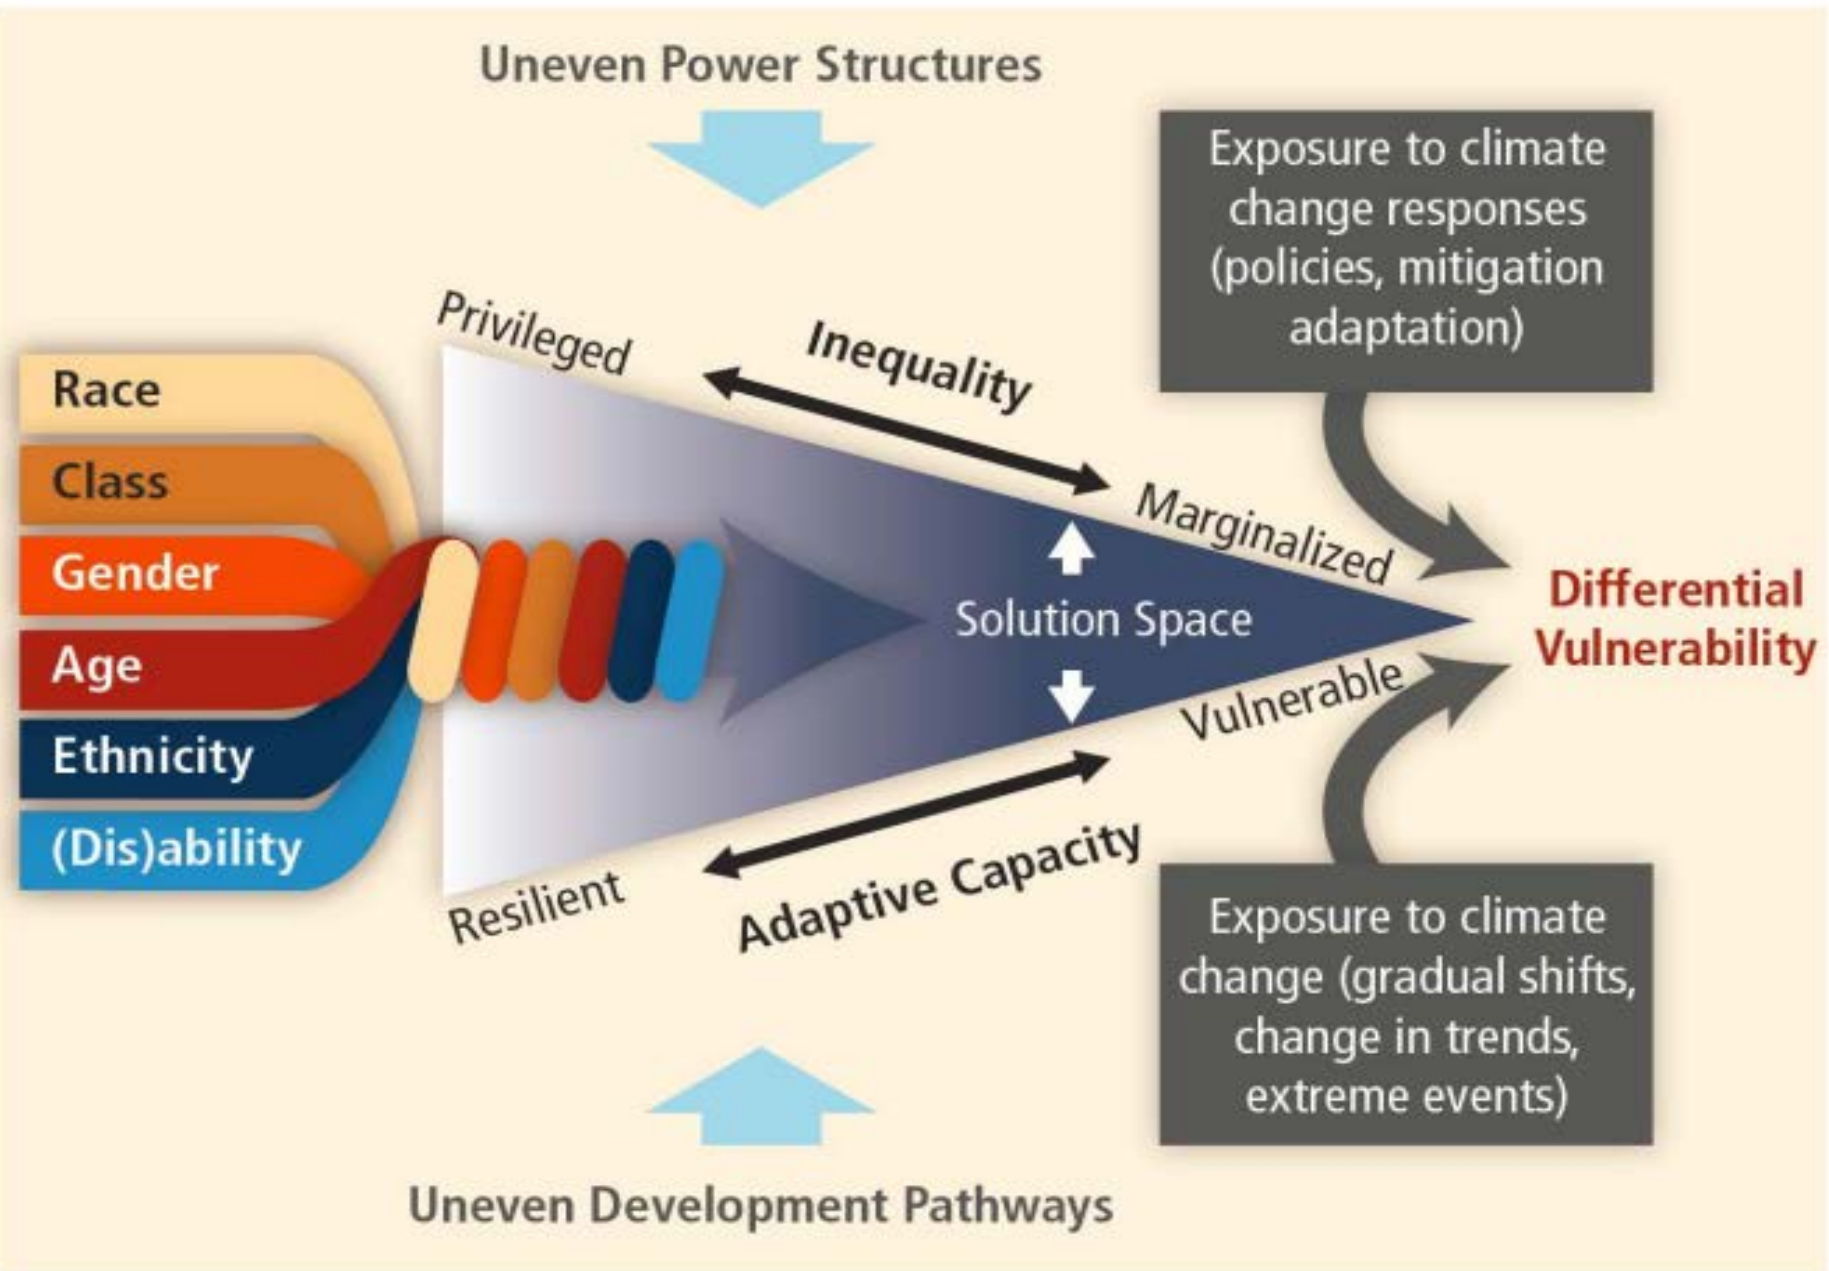 Uneven Power Structures
Exposure to climate
change responses
(policies, mitigation
adaptation)
Privileged
Inequality
Marginalized
Race
Class
Gender
Age
Ethnicity
(Dis)ability
Solution Space
Differential
Vulnerability
Vulnerable
Adaptive Capacity
Resilient
Exposure to climate
change (gradual shifts,
change in trends,
extreme events)
Uneven Development Pathways